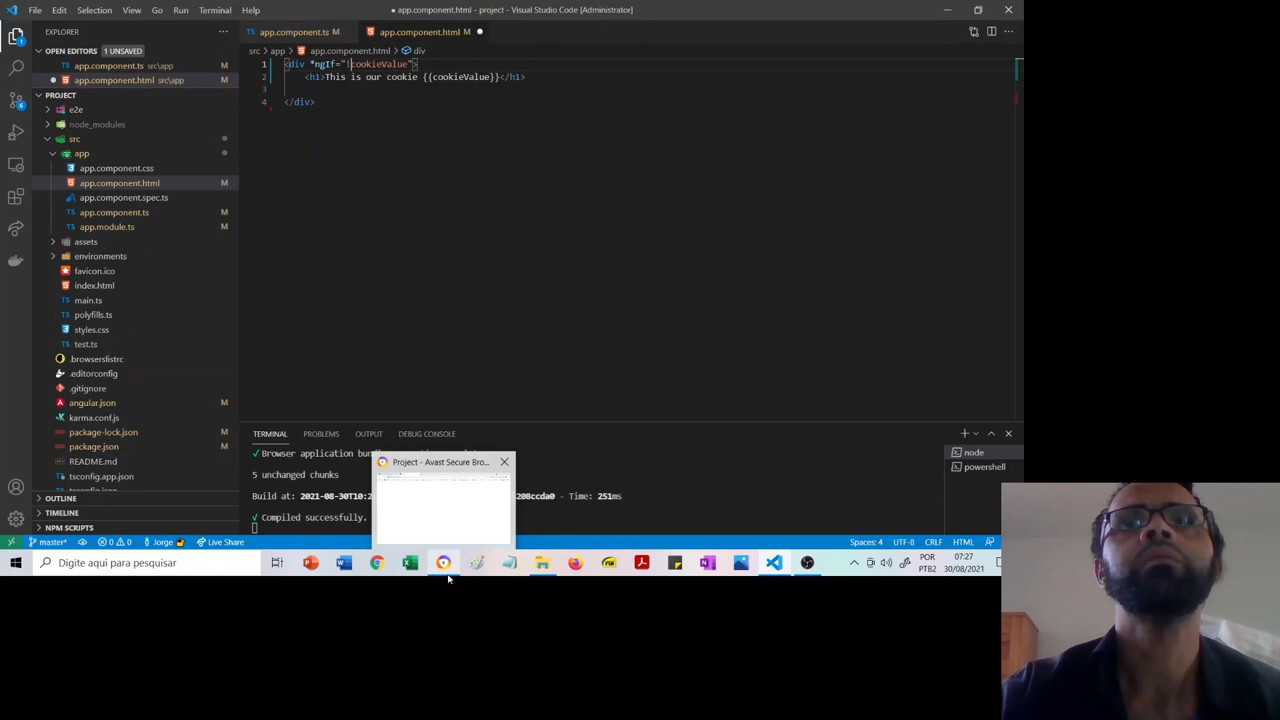 File Edit Selection View Go Run Terminal Help
● app.component.html - project - Visual Studio Code [Administrator]
EXPLORER
app.component.ts M
app.component.html M
OPEN EDITORS 1 UNSAVED
src > app > app.component.html > div
app.component.ts src\app
app.component.html src\app
1 <div *ngIf="!cookieValue">
2 <h1>This is our cookie {{cookieValue}}</h1>
3
4 </div>
PROJECT
e2e
node_modules
src
app
app.component.css
app.component.html M
app.component.spec.ts
app.component.ts M
app.module.ts M
assets
environments
favicon.ico
index.html
main.ts
polyfills.ts
styles.css
test.ts
.browserslistrc
.editorconfig
.gitignore
angular.json M
karma.conf.js
package-lock.json M
package.json M
README.md
tsconfig.app.json
OUTLINE
TIMELINE
NPM SCRIPTS
TERMINAL PROBLEMS OUTPUT DEBUG CONSOLE
node
powershell
✓ Browser application
5 unchanged chunks
Build at: 2021-08-30T10:2
208ccda0 - Time: 251ms
✓ Compiled successfully.
Project - Avast Secure Bro...
master* 0 0 Jorge Live Share
Spaces: 4 UTF-8 CRLF HTML
Digite aqui para pesquisar
POR
PTB2
07:27
30/08/2021